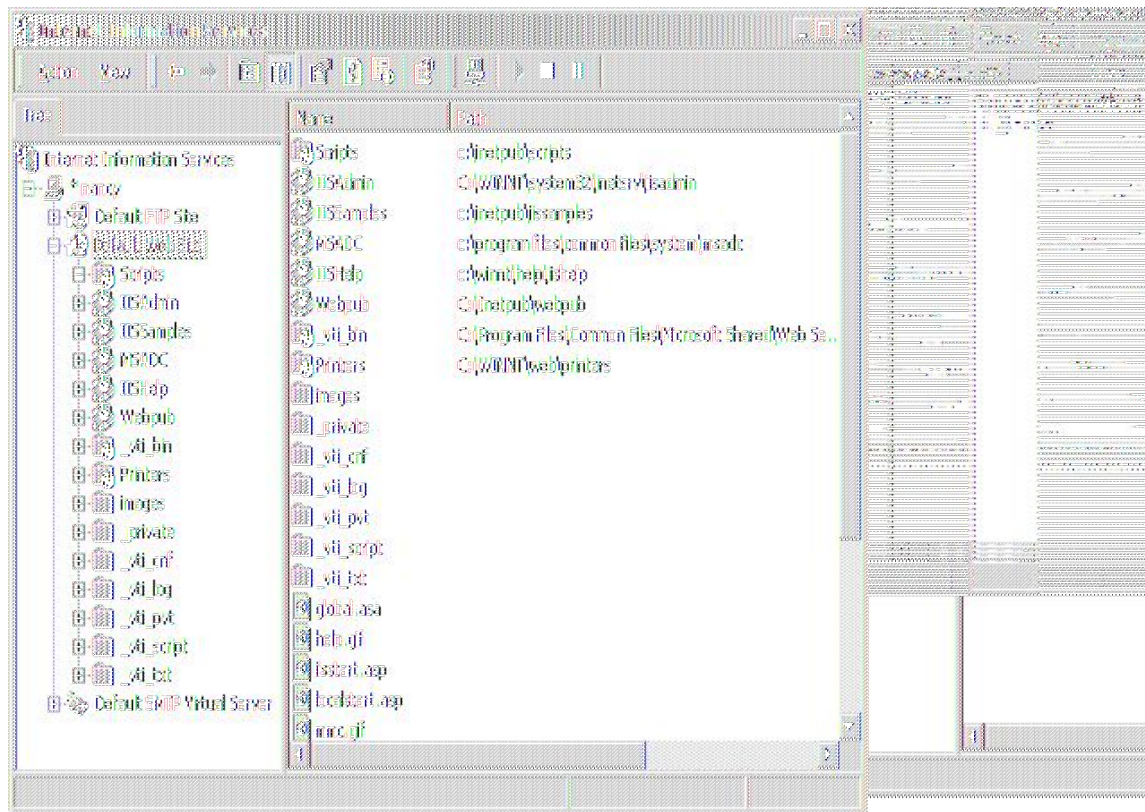 Internet Information Services
Action View
Tree
Name Path
Internet Information Services
* nancy
Default FTP Site
Default Web Site
Scripts
IISAdmin
IISSamples
MSADC
IISHelp
Webpub
_vti_bin
Printers
images
_private
_vti_cnf
_vti_log
_vti_pvt
_vti_script
_vti_txt
Default SMTP Virtual Server
Scripts c:\inetpub\scripts
IISAdmin C:\WINNT\system32\inetsrv\iisadmin
IISSamples c:\inetpub\iissamples
MSADC c:\program files\common files\system\msadc
IISHelp c:\winnt\help\iishelp
Webpub C:\Inetpub\webpub
_vti_bin C:\Program Files\Common Files\Microsoft Shared\Web Se...
Printers C:\WINNT\web\printers
images
_private
_vti_cnf
_vti_log
_vti_pvt
_vti_script
_vti_txt
global.asa
help.gif
iisstart.asp
localstart.asp
mmc.gif